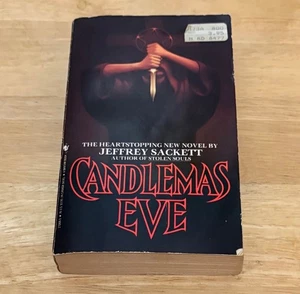 THE HEARTSTOPPING NEW NOVEL BY
JEFFREY SACKETT
AUTHOR OF STOLEN SOULS
CANDLEMAS
EVE